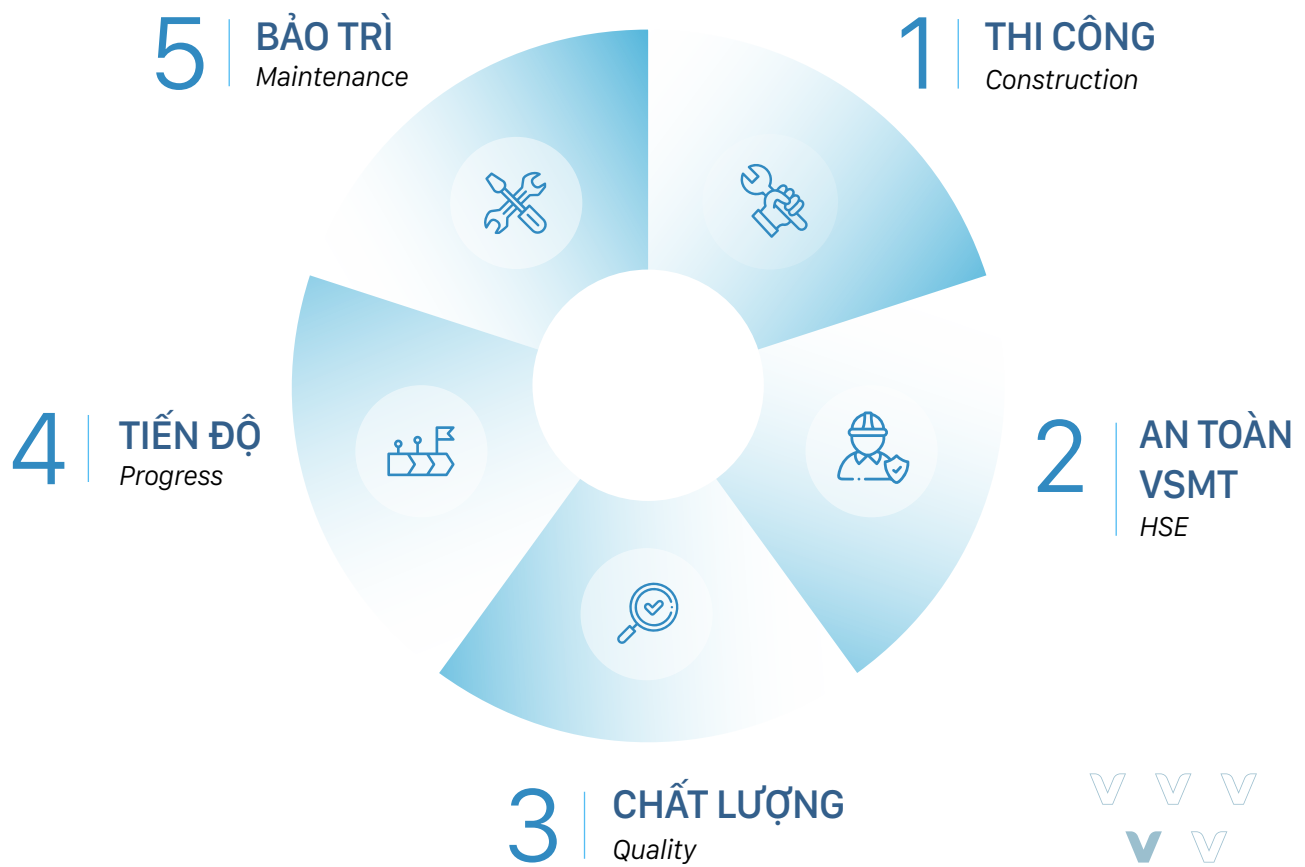 1
THI CÔNG
Construction
2
AN TOÀN
VSMT
HSE
3
CHẤT LƯỢNG
Quality
4
TIẾN ĐỘ
Progress
5
BẢO TRÌ
Maintenance